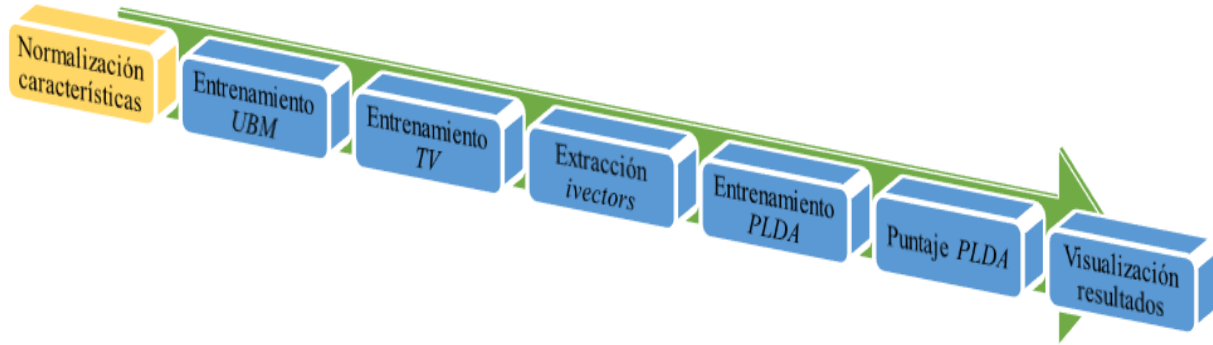 Normalización
características
Entrenamiento
UBM
Entrenamiento
TV
Extracción
ivectors
Entrenamiento
PLDA
Puntaje PLDA
Visualización
resultados